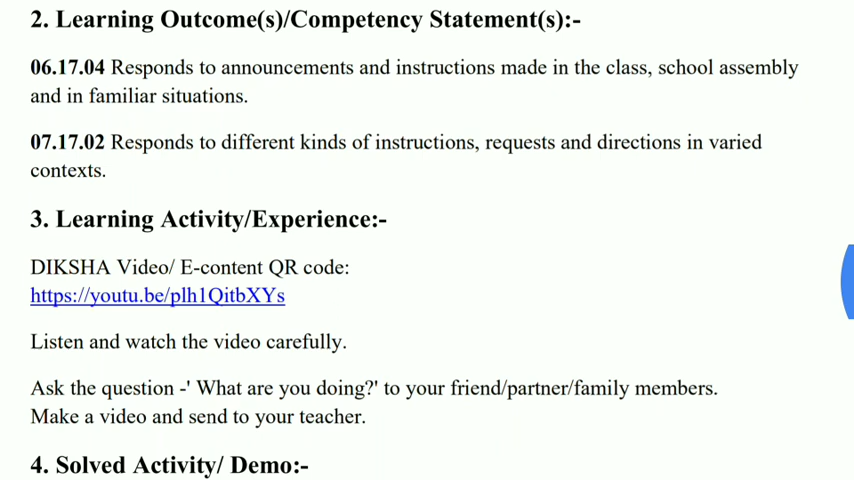 2. Learning Outcome(s)/Competency Statement(s):-
06.17.04 Responds to announcements and instructions made in the class, school assembly
and in familiar situations.
07.17.02 Responds to different kinds of instructions, requests and directions in varied
contexts.
3. Learning Activity/Experience:-
DIKSHA Video/ E-content QR code:
https://youtu.be/plh1QitbXYs
Listen and watch the video carefully.
Ask the question -' What are you doing?' to your friend/partner/family members.
Make a video and send to your teacher.
4. Solved Activity/ Demo:-